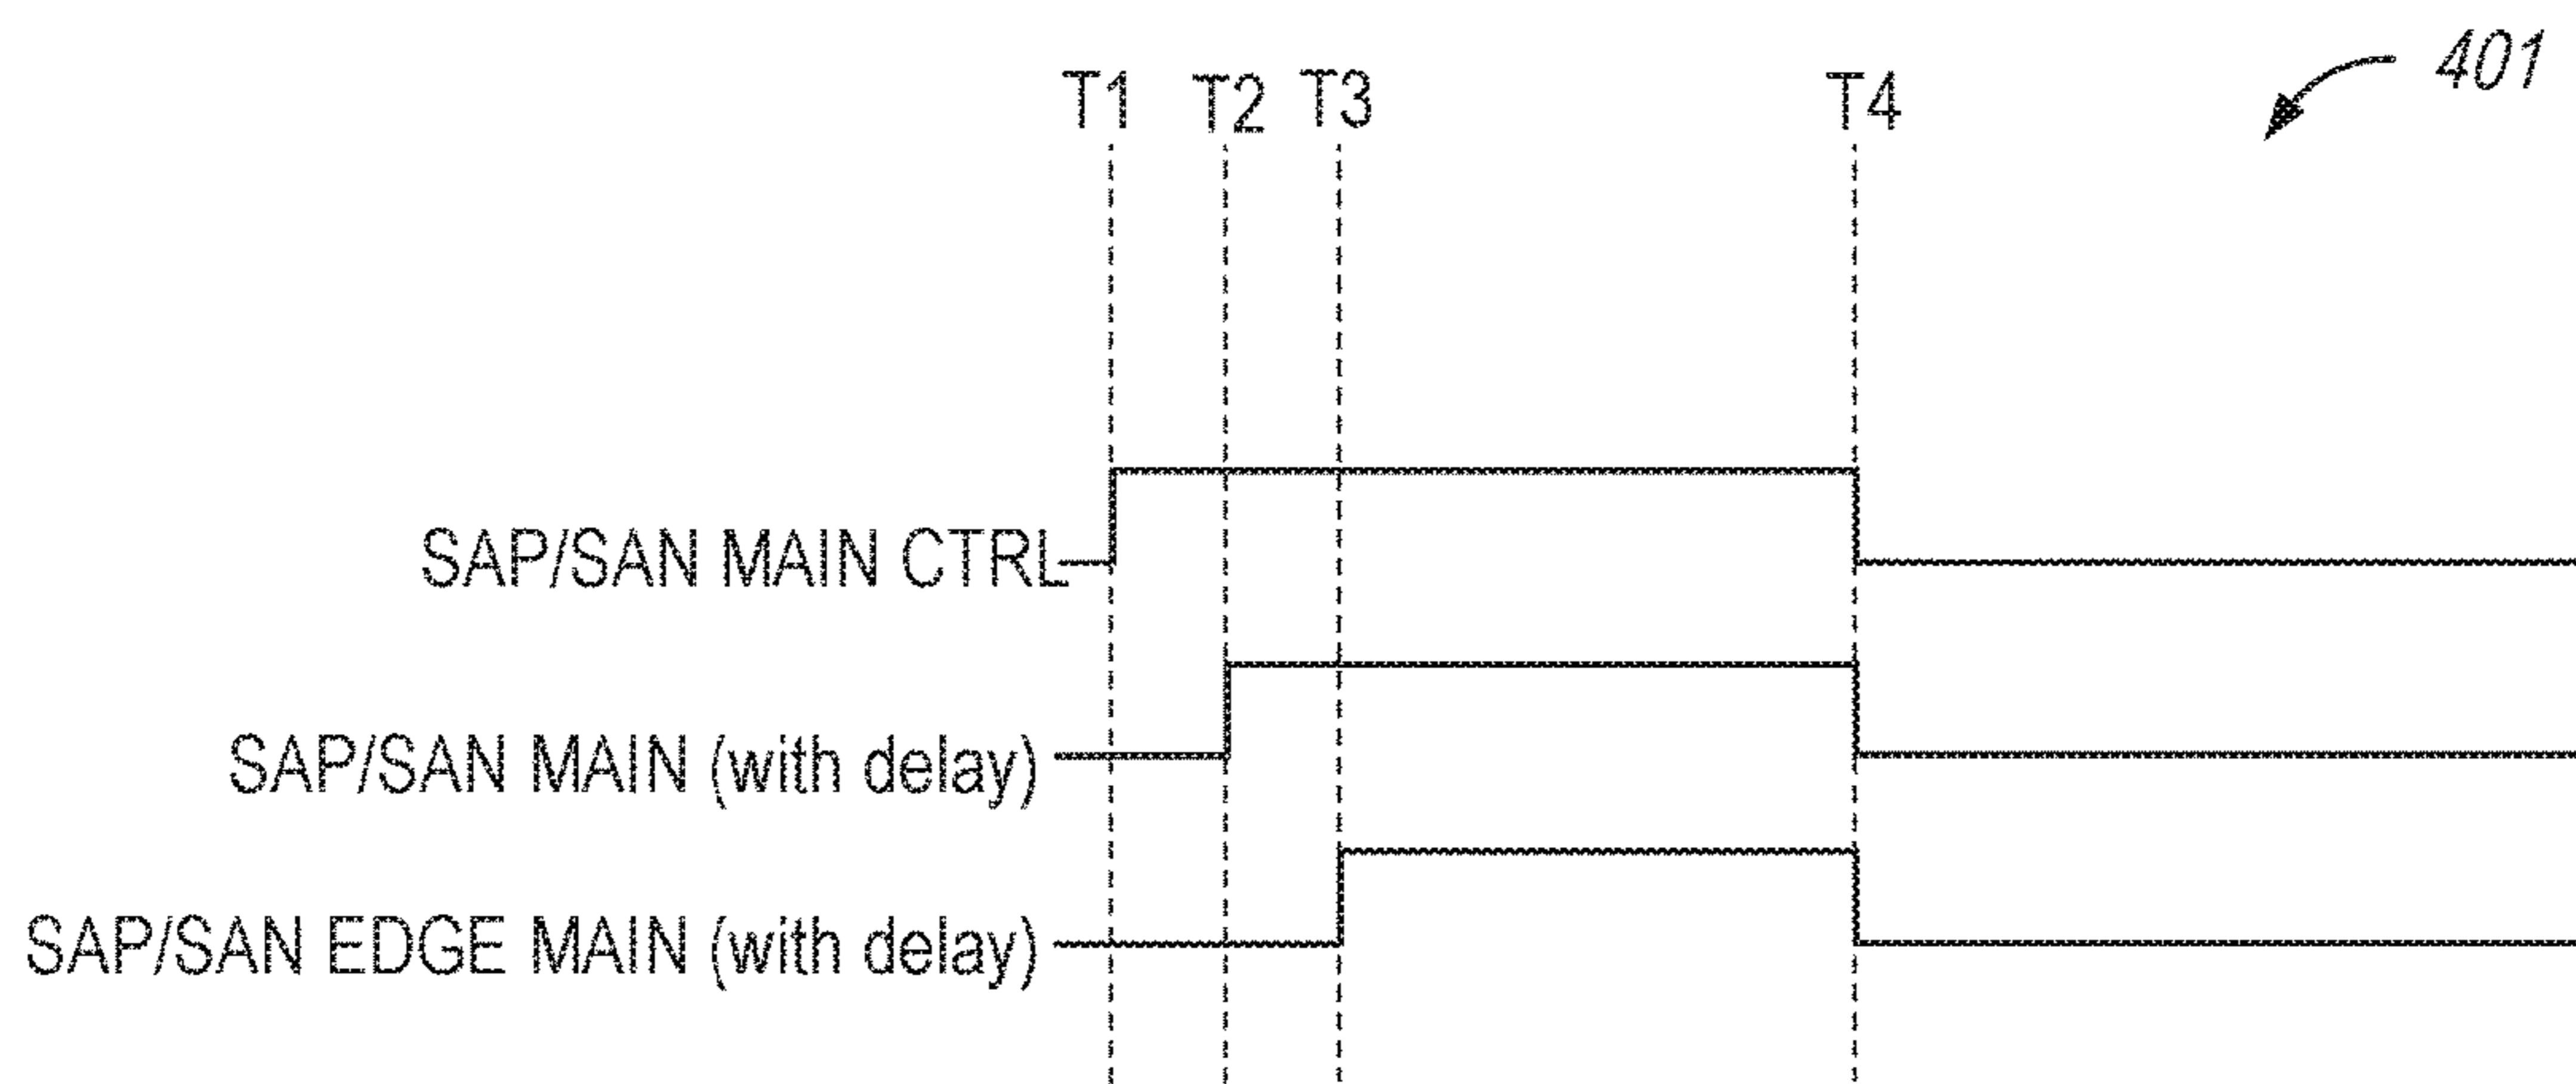 401
T1 T2 T3 T4
SAP/SAN MAIN CTRL
SAP/SAN MAIN (with delay)
SAP/SAN EDGE MAIN (with delay)